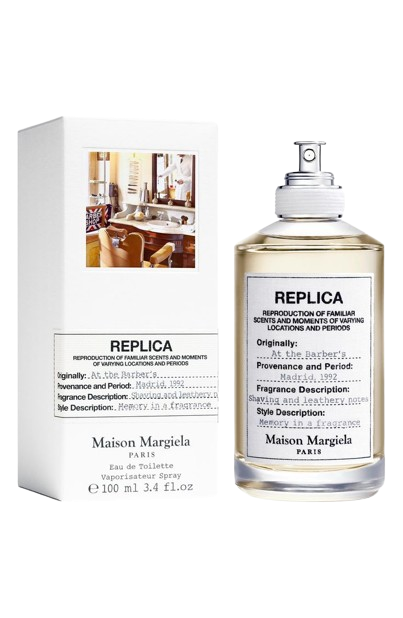 BARBER
SHOP
REPLICA
REPRODUCTION OF FAMILIAR SCENTS AND MOMENTS
OF VARYING LOCATIONS AND PERIODS
Originally: At the Barber's
Provenance and Period: Madrid, 1992
Fragrance Description: Shaving and leathery n
Style Description: Memory in a fragrance
Maison Margiela
PARIS
Eau de Toilette
Vaporisateur Spray
℮ 100 ml 3.4 fl.oz
REPLICA
REPRODUCTION OF FAMILIAR
SCENTS AND MOMENTS OF VARYING
LOCATIONS AND PERIODS
Originally:
At the Barber's
Provenance and Period:
Madrid, 1992
Fragrance Description:
Shaving and leathery notes
Style Description:
Memory in a fragrance
Maison Margiela
PARIS